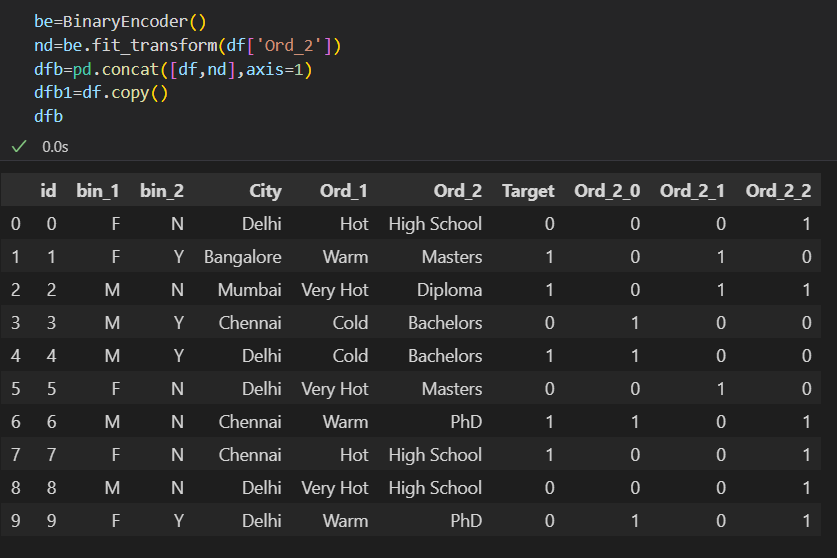 be=BinaryEncoder()
nd=be.fit_transform(df['Ord_2'])
dfb=pd.concat([df,nd],axis=1)
dfb1=df.copy()
dfb
0.0s
id bin_1 bin_2 City Ord_1 Ord_2 Target Ord_2_0 Ord_2_1 Ord_2_2
0 0 F N Delhi Hot High School 0 0 0 1
1 1 F Y Bangalore Warm Masters 1 0 1 0
2 2 M N Mumbai Very Hot Diploma 1 0 1 1
3 3 M Y Chennai Cold Bachelors 0 1 0 0
4 4 M Y Delhi Cold Bachelors 1 1 0 0
5 5 F N Delhi Very Hot Masters 0 0 1 0
6 6 M N Chennai Warm PhD 1 1 0 1
7 7 F N Chennai Hot High School 1 0 0 1
8 8 M N Delhi Very Hot High School 0 0 0 1
9 9 F Y Delhi Warm PhD 0 1 0 1